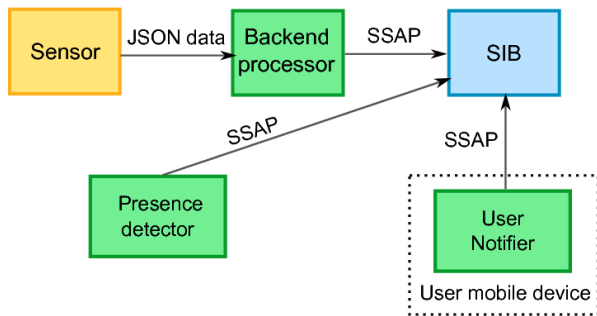 Sensor
JSON data
Backend
processor
SSAP
SIB
SSAP
SSAP
Presence
detector
User
Notifier
User mobile device